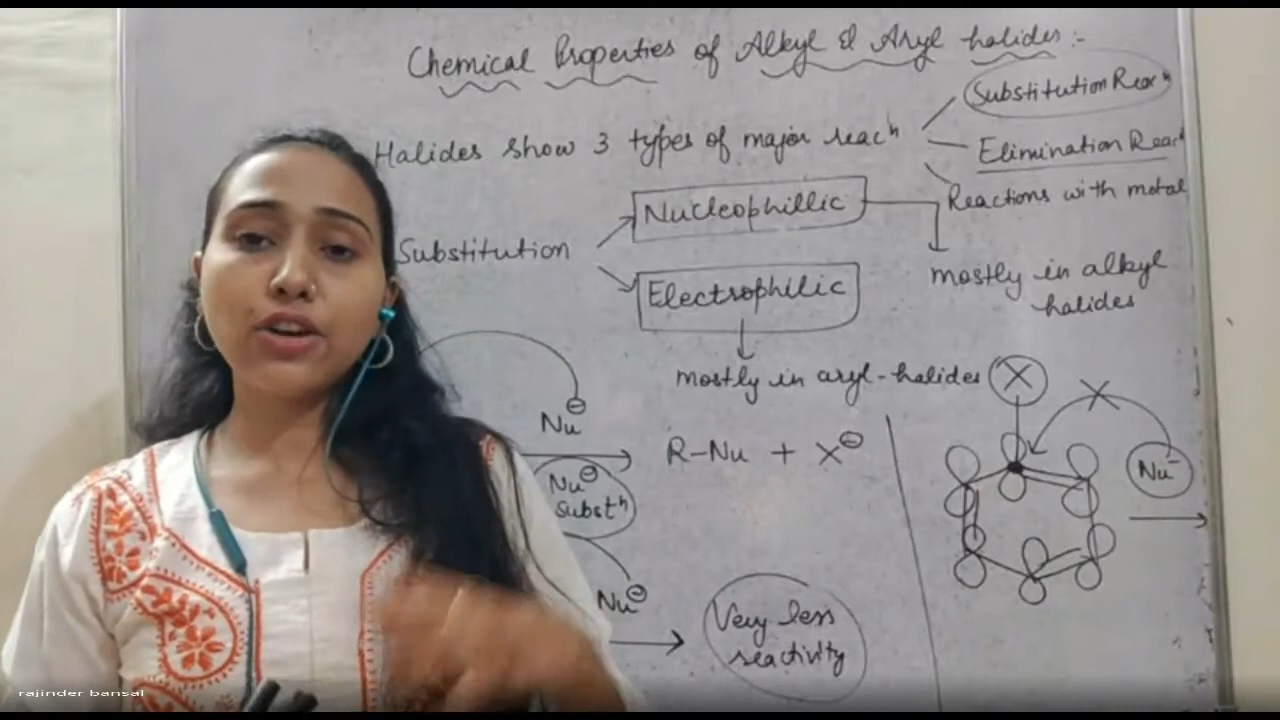 Chemical Properties of Alkyl & Aryl halides :-
Halides show 3 types of major reacⁿ
Substitution Reacⁿ
Elimination Reac
Reactions with metal
Substitution
Nucleophillic
mostly in alkyl
halides
Electrophilic
mostly in aryl-halides
X
Nu⊖
R-Nu + X⊖
Nu⊖
Substⁿ
Nu⁻
X
Nu⊖
Very less
reactivity
rajinder bansal